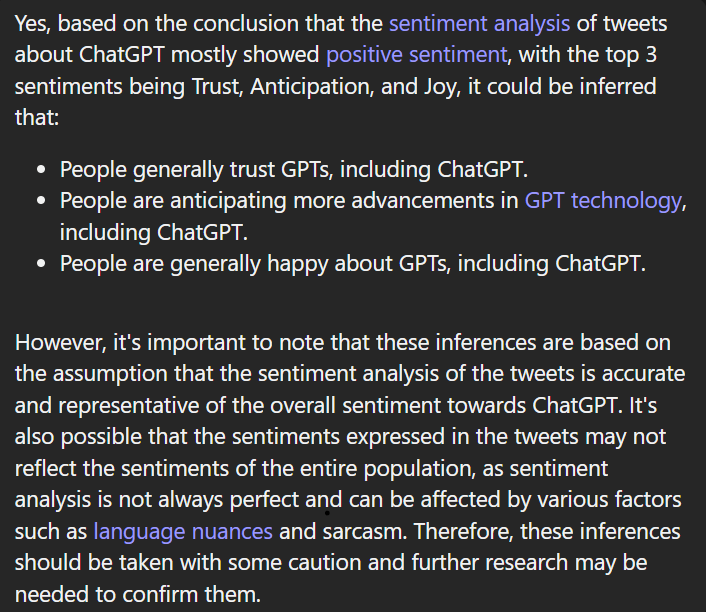 Yes, based on the conclusion that the sentiment analysis of tweets
about ChatGPT mostly showed positive sentiment, with the top 3
sentiments being Trust, Anticipation, and Joy, it could be inferred
that:
• People generally trust GPTs, including ChatGPT.
• People are anticipating more advancements in GPT technology,
including ChatGPT.
• People are generally happy about GPTs, including ChatGPT.
However, it's important to note that these inferences are based on
the assumption that the sentiment analysis of the tweets is accurate
and representative of the overall sentiment towards ChatGPT. It's
also possible that the sentiments expressed in the tweets may not
reflect the sentiments of the entire population, as sentiment
analysis is not always perfect and can be affected by various factors
such as language nuances and sarcasm. Therefore, these inferences
should be taken with some caution and further research may be
needed to confirm them.